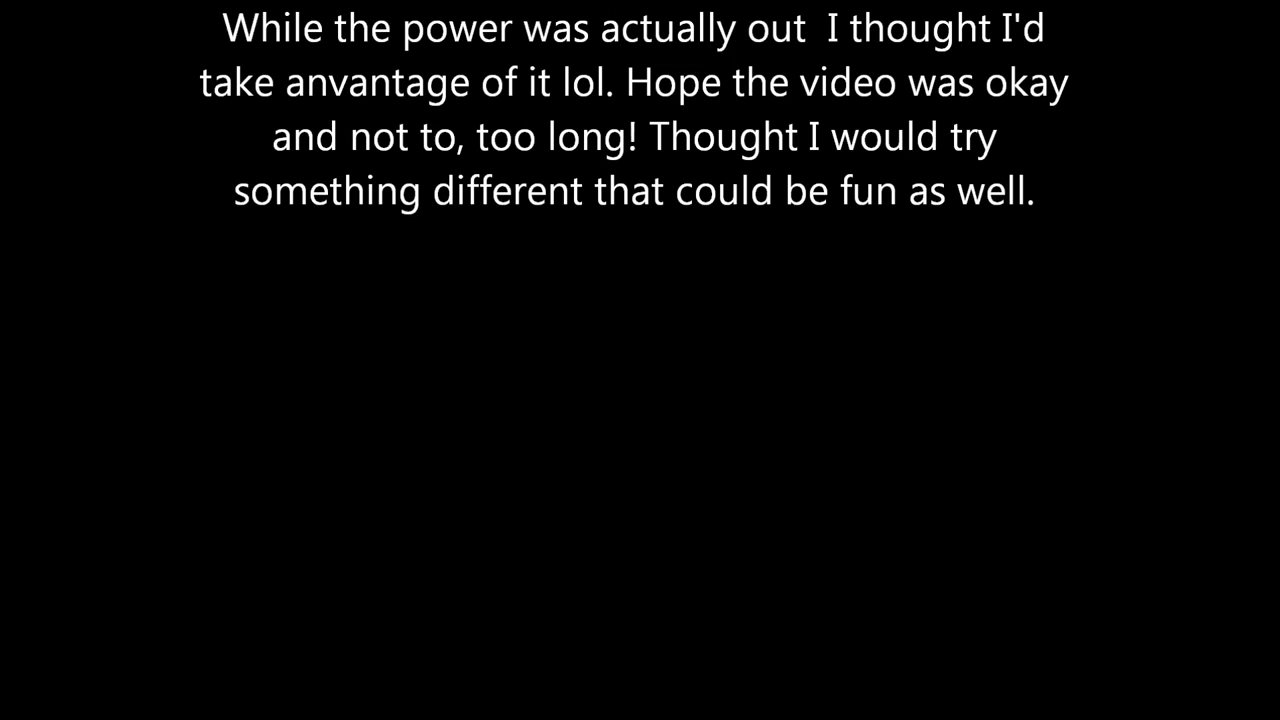 While the power was actually out  I thought I'd
take anvantage of it lol. Hope the video was okay
and not to, too long! Thought I would try
something different that could be fun as well.